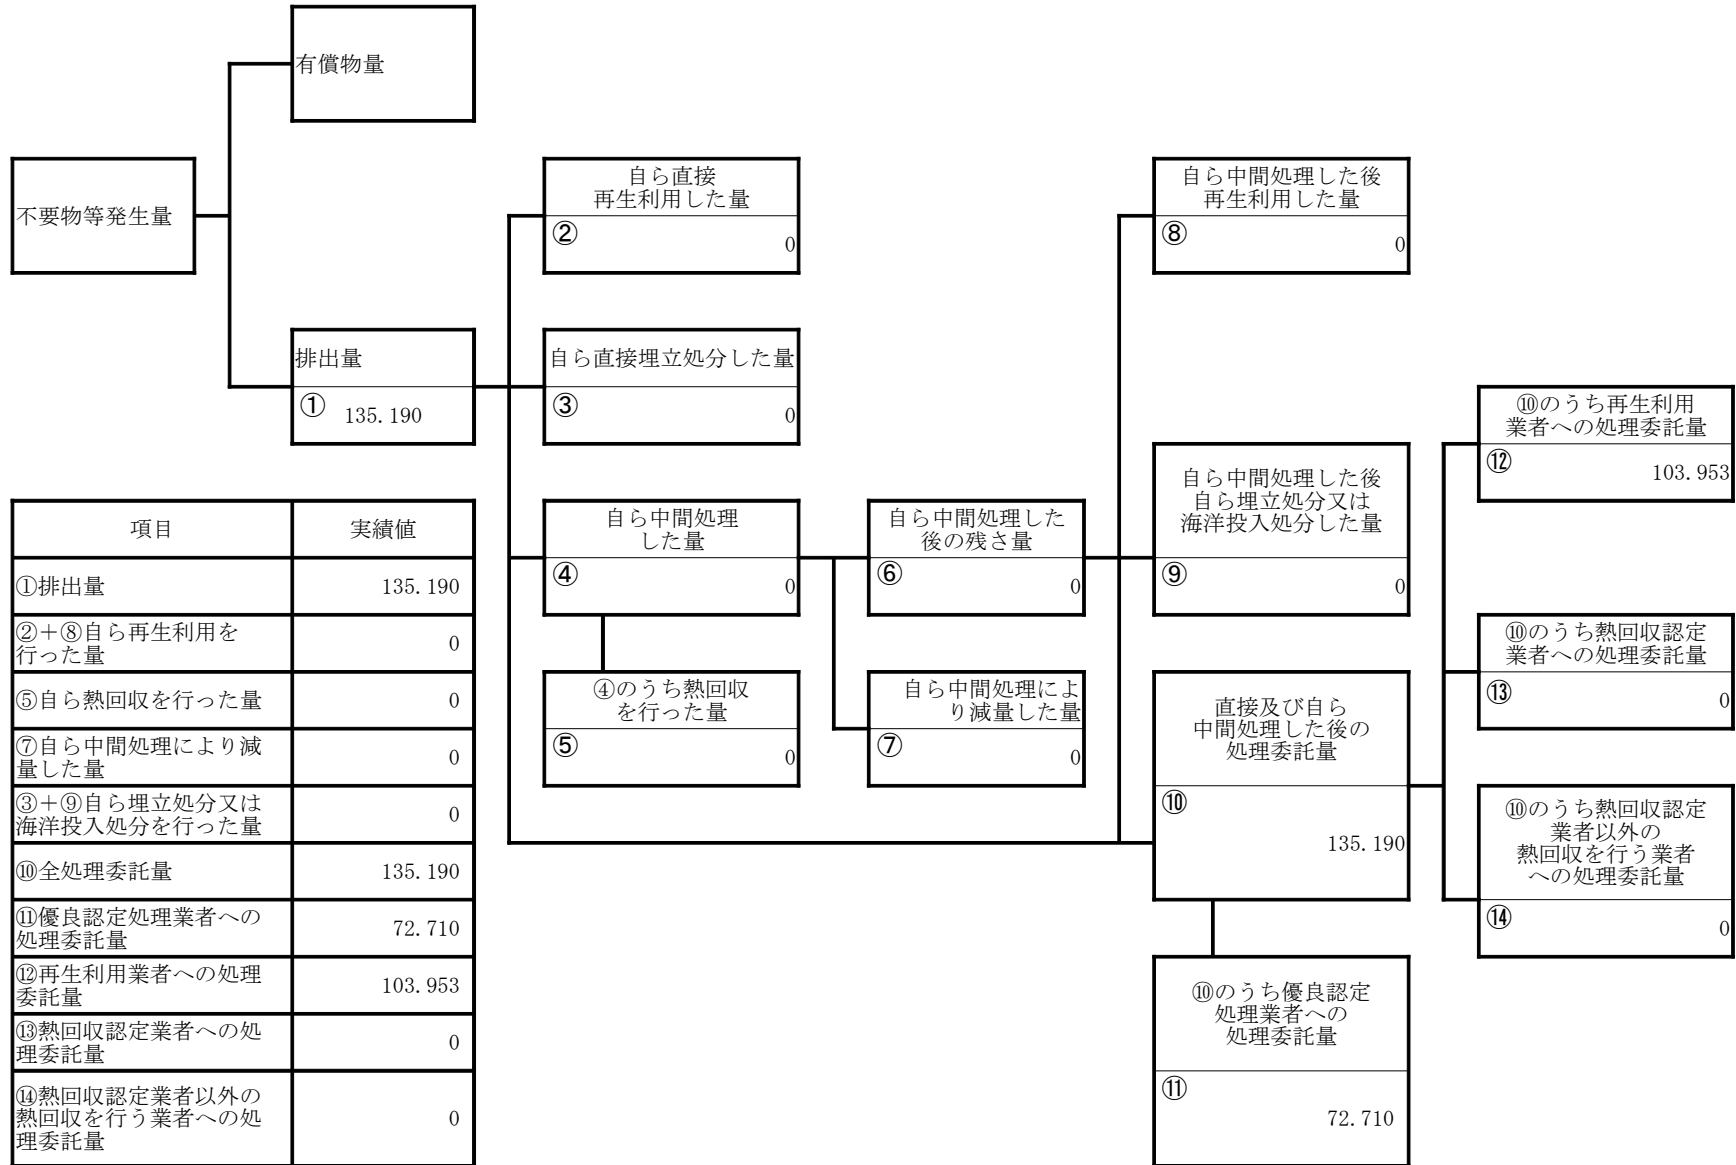 有償物量
不要物等発生量
排出量
①
135.190
自ら直接
再生利用した量
②
0
自ら直接埋立処分した量
③
0
自ら中間処理
した量
④
0
④のうち熱回収
を行った量
⑤
0
自ら中間処理した
後の残さ量
⑥
0
自ら中間処理によ
り減量した量
⑦
0
自ら中間処理した後
再生利用した量
⑧
0
自ら中間処理した後
自ら埋立処分又は
海洋投入処分した量
⑨
0
直接及び自ら
中間処理した後の
処理委託量
⑩
135.190
⑩のうち優良認定
処理業者への
処理委託量
⑪
72.710
⑩のうち再生利用
業者への処理委託量
⑫
103.953
⑩のうち熱回収認定
業者への処理委託量
⑬
0
⑩のうち熱回収認定
業者以外の
熱回収を行う業者
への処理委託量
⑭
0
項目 実績値
①排出量 135.190
②＋⑧自ら再生利用を
行った量 0
⑤自ら熱回収を行った量 0
⑦自ら中間処理により減
量した量 0
③＋⑨自ら埋立処分又は
海洋投入処分を行った量 0
⑩全処理委託量 135.190
⑪優良認定処理業者への
処理委託量 72.710
⑫再生利用業者への処理
委託量 103.953
⑬熱回収認定業者への処
理委託量 0
⑭熱回収認定業者以外の
熱回収を行う業者への処
理委託量 0